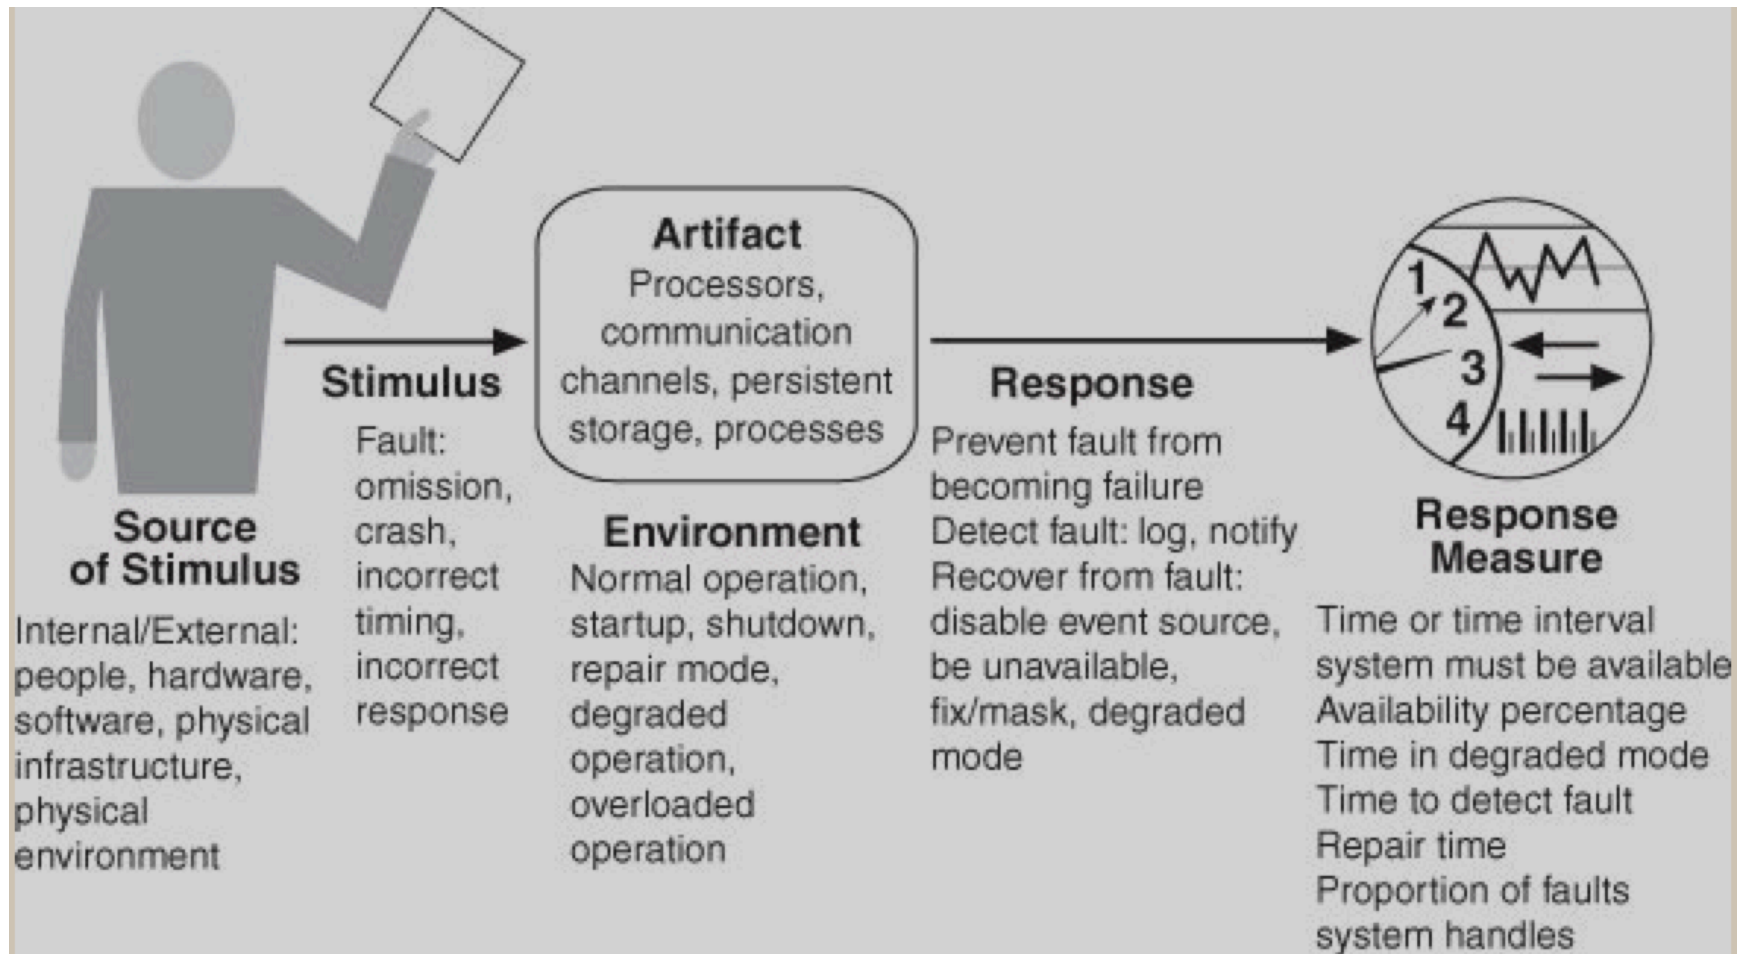 Source
of Stimulus
Internal/External:
people, hardware,
software, physical
infrastructure,
physical
environment
Stimulus
Fault:
omission,
crash,
incorrect
timing,
incorrect
response
Artifact
Processors,
communication
channels, persistent
storage, processes
Environment
Normal operation,
startup, shutdown,
repair mode,
degraded
operation,
overloaded
operation
Response
Prevent fault from
becoming failure
Detect fault: log, notify
Recover from fault:
disable event source,
be unavailable,
fix/mask, degraded
mode
1
2
3
4
Response
Measure
Time or time interval
system must be available
Availability percentage
Time in degraded mode
Time to detect fault
Repair time
Proportion of faults
system handles